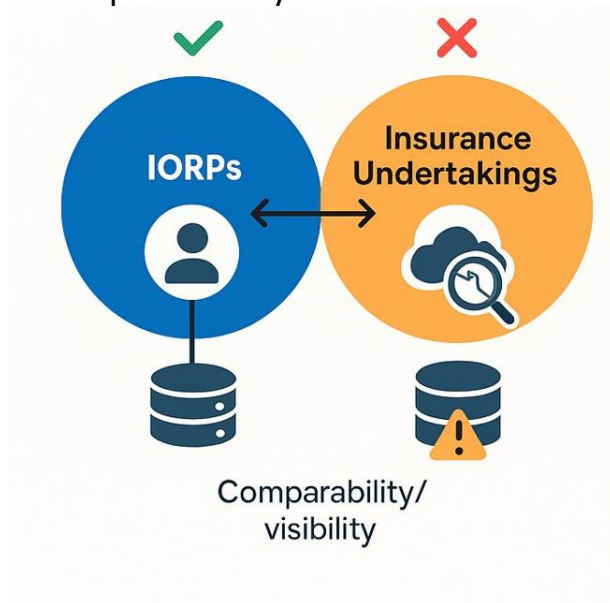 IORPs
Insurance
Undertakings
Comparability/
visibility